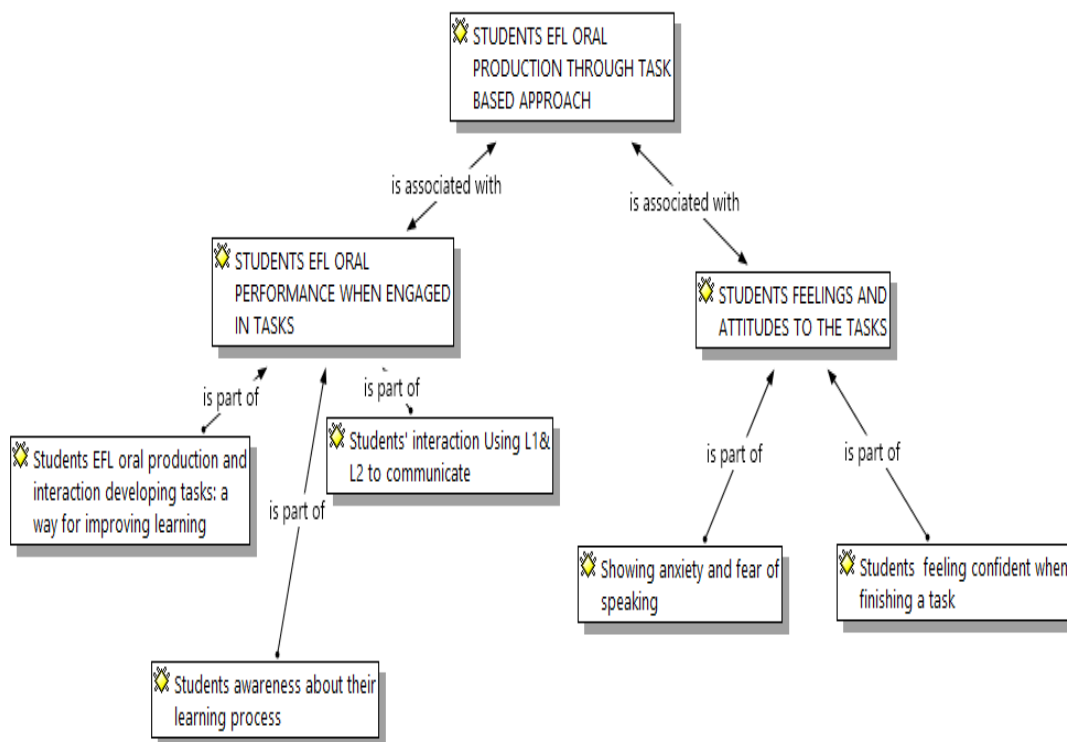 STUDENTS EFL ORAL
PRODUCTION THROUGH TASK
BASED APPROACH
is associated with
is associated with
STUDENTS EFL ORAL
PERFORMANCE WHEN ENGAGED
IN TASKS
STUDENTS FEELINGS AND
ATTITUDES TO THE TASKS
is part of
is part of
Students EFL oral production and
interaction developing tasks: a
way for improving learning
Students' interaction Using L1&
L2 to communicate
is part of
is part of
is part of
Showing anxiety and fear of
speaking
Students  feeling confident when
finishing a task
Students awareness about their
learning process